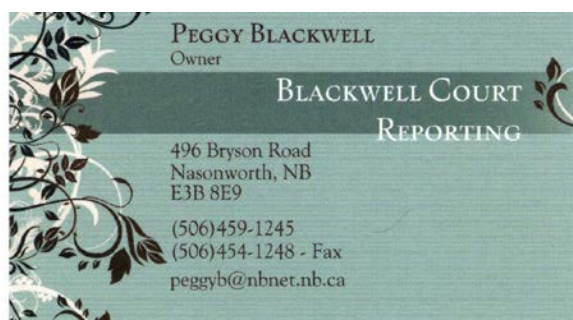 PEGGY BLACKWELL
Owner
BLACKWELL COURT
REPORTING
496 Bryson Road
Nasonworth, NB
E3B 8E9
(506)459-1245
(506)454-1248 - Fax
peggyb@nbnet.nb.ca